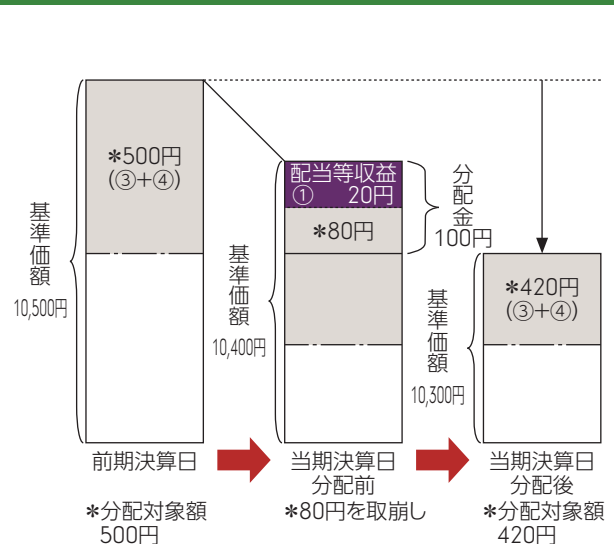 *500円
(③+④)
基準価額
10,500円
配当等収益
① 20円
*80円
分配金
100円
基準価額
10,400円
*420円
(③+④)
基準価額
10,300円
前期決算日
当期決算日
分配前
当期決算日
分配後
*分配対象額
500円
*80円を取崩し
*分配対象額
420円